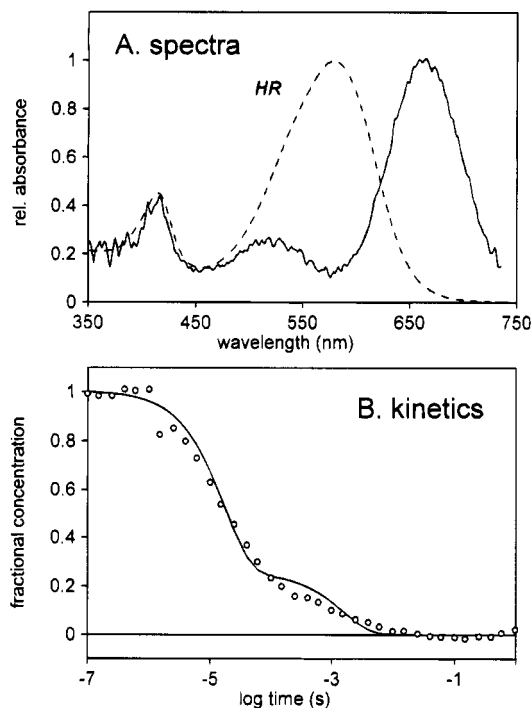 A. spectra
HR
rel. absorbance
1
0.8
0.6
0.4
0.2
0
350 450 550 650 750
wavelength (nm)
B. kinetics
fractional concentration
1
0.8
0.6
0.4
0.2
0
-7 -5 -3 -1
log time (s)